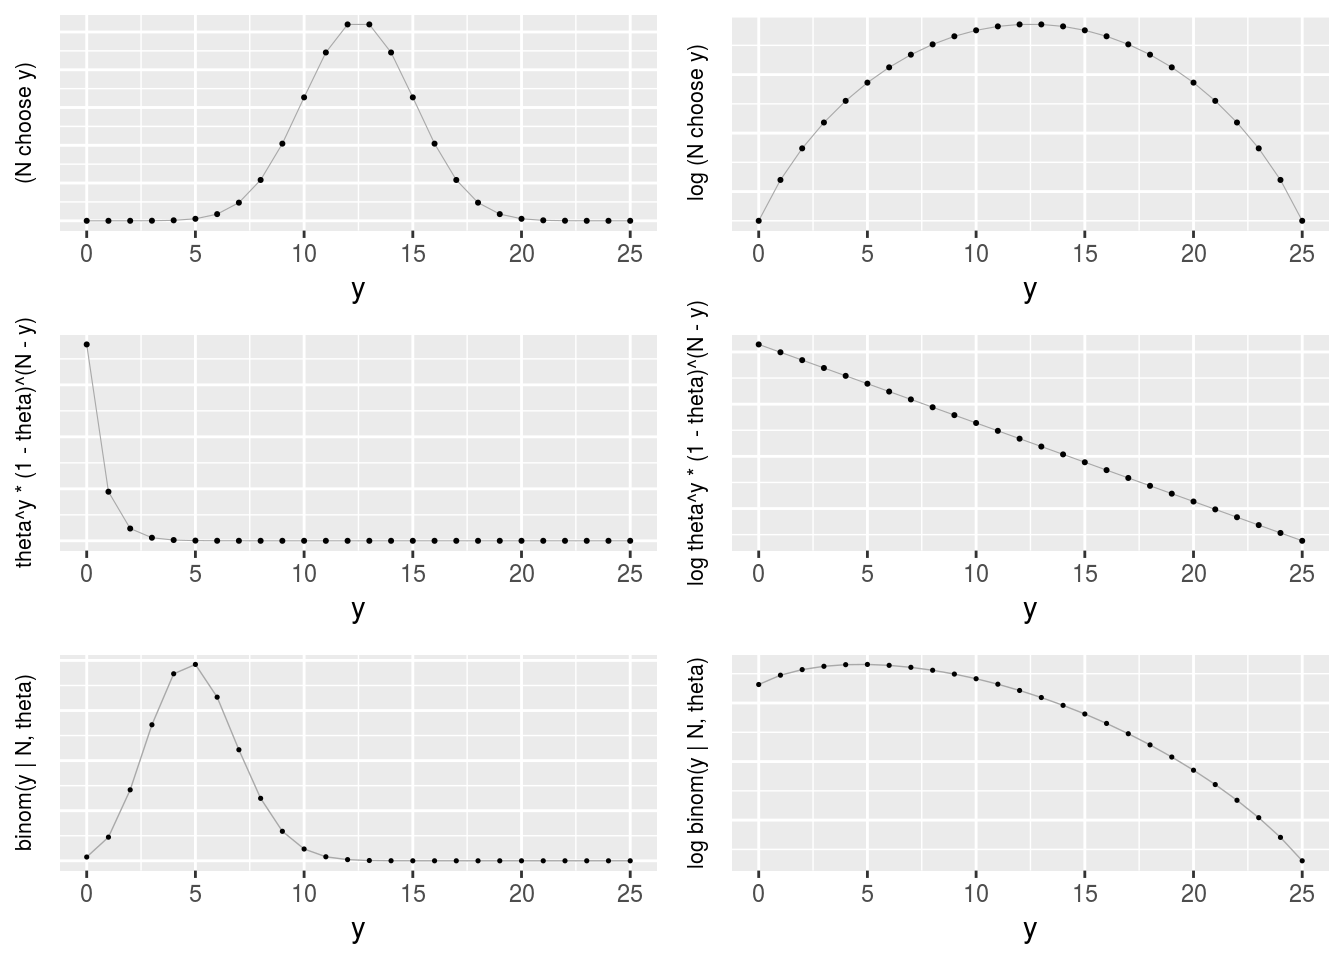 (N choose y)
0 5 10 15 20 25
y
log (N choose y)
0 5 10 15 20 25
y
theta^y * (1 - theta)^(N - y)
0 5 10 15 20 25
y
log theta^y * (1 - theta)^(N - y)
0 5 10 15 20 25
y
binom(y | N, theta)
0 5 10 15 20 25
y
log binom(y | N, theta)
0 5 10 15 20 25
y